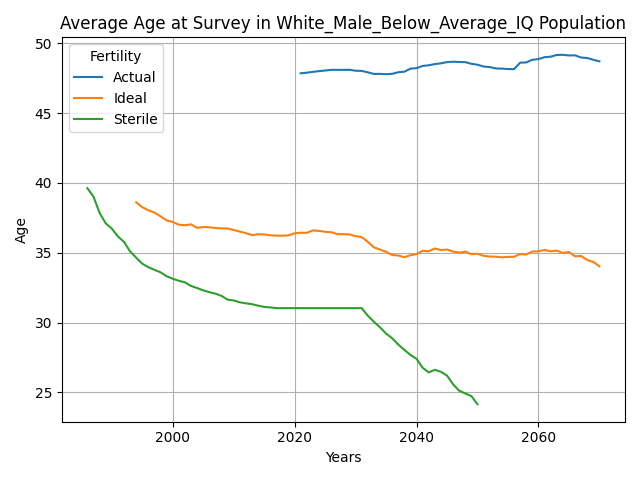 Average Age at Survey in White_Male_Below_Average_IQ Population
Fertility
Actual
Ideal
Sterile
50
45
40
35
30
25
Age
2000
2020
2040
2060
Years